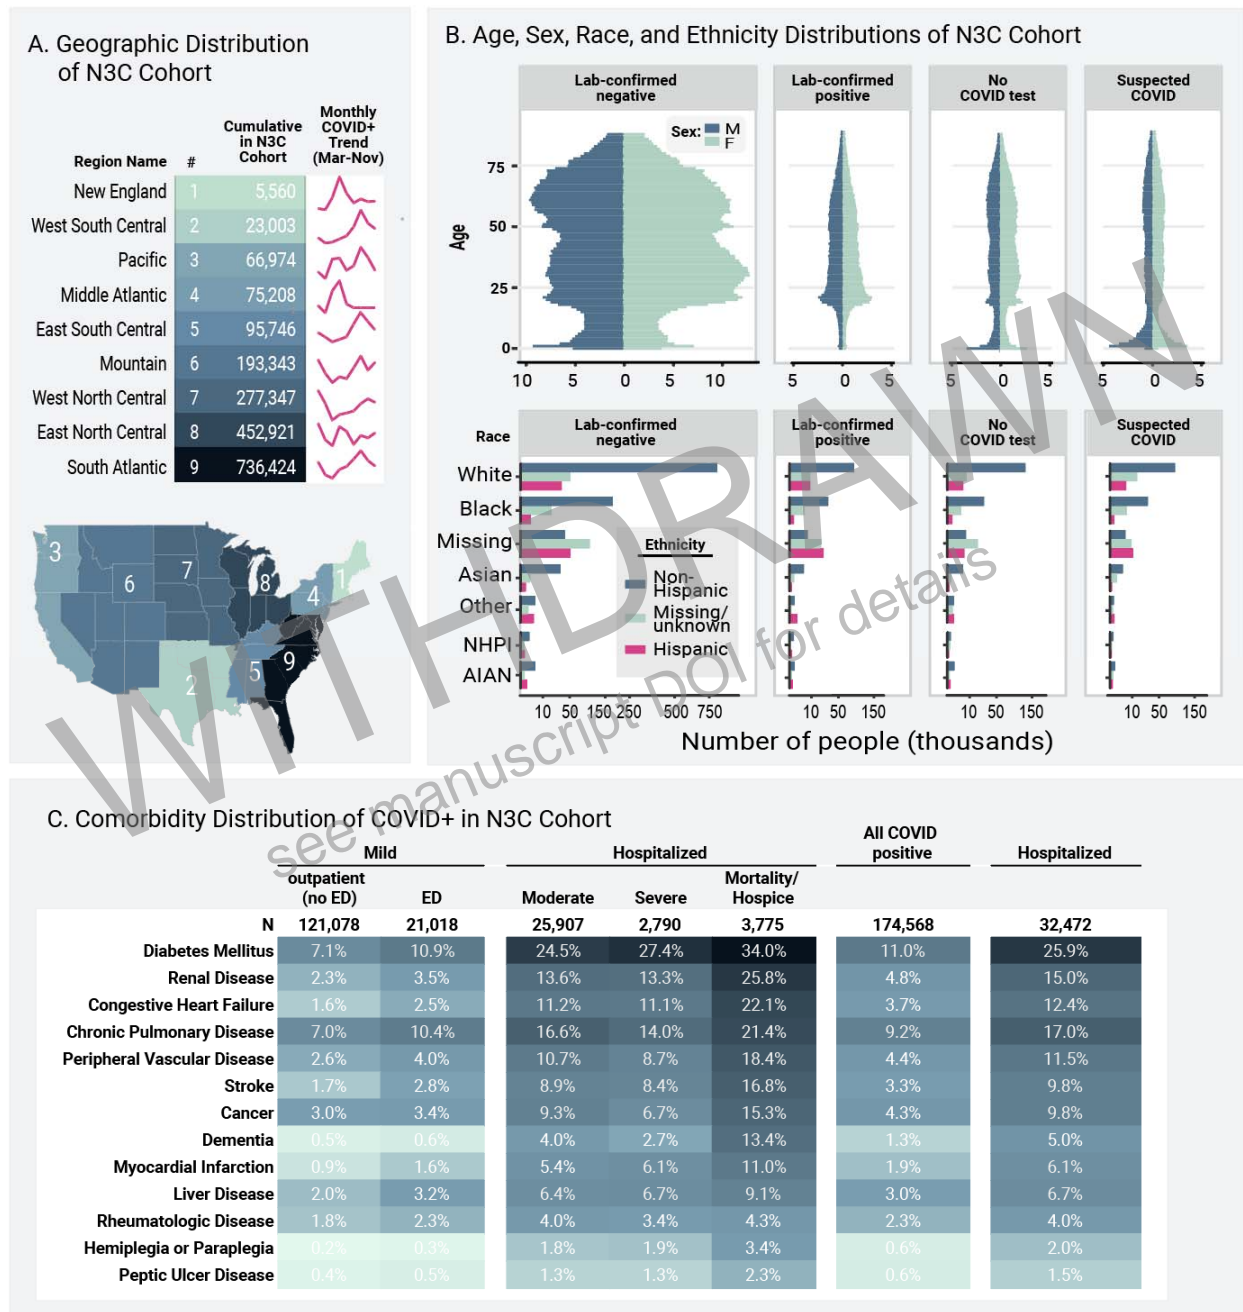 A. Geographic Distribution
of N3C Cohort
Region Name
#
Cumulative
in N3C
Cohort
Monthly
COVID+
Trend
(Mar-Nov)
New England 1 5,560
West South Central 2 23,003
Pacific 3 66,974
Middle Atlantic 4 75,208
East South Central 5 95,746
Mountain 6 193,343
West North Central 7 277,347
East North Central 8 452,921
South Atlantic 9 736,424
3
6
7
8
4
1
2
5
9
B. Age, Sex, Race, and Ethnicity Distributions of N3C Cohort
Lab-confirmed
negative
Lab-confirmed
positive
No
COVID test
Suspected
COVID
Sex: M
F
Age
75
50
25
0
10 5 0 5 10
5 0 5
5 0 5
5 0 5
Race
Lab-confirmed
negative
Lab-confirmed
positive
No
COVID test
Suspected
COVID
White
Black
Missing
Asian
Other
NHPI
AIAN
Ethnicity
Non-
Hispanic
Missing/
unknown
Hispanic
10 50 150 250 500 750
10 50 150
10 50 150
10 50 150
Number of people (thousands)
WITHDRAWN
see manuscript DOI for details
C. Comorbidity Distribution of COVID+ in N3C Cohort
Mild
Hospitalized
All COVID
positive
Hospitalized
outpatient
(no ED)
ED
Moderate
Severe
Mortality/
Hospice
N 121,078 21,018 25,907 2,790 3,775 174,568 32,472
Diabetes Mellitus 7.1% 10.9% 24.5% 27.4% 34.0% 11.0% 25.9%
Renal Disease 2.3% 3.5% 13.6% 13.3% 25.8% 4.8% 15.0%
Congestive Heart Failure 1.6% 2.5% 11.2% 11.1% 22.1% 3.7% 12.4%
Chronic Pulmonary Disease 7.0% 10.4% 16.6% 14.0% 21.4% 9.2% 17.0%
Peripheral Vascular Disease 2.6% 4.0% 10.7% 8.7% 18.4% 4.4% 11.5%
Stroke 1.7% 2.8% 8.9% 8.4% 16.8% 3.3% 9.8%
Cancer 3.0% 3.4% 9.3% 6.7% 15.3% 4.3% 9.8%
Dementia 0.5% 0.6% 4.0% 2.7% 13.4% 1.3% 5.0%
Myocardial Infarction 0.9% 1.6% 5.4% 6.1% 11.0% 1.9% 6.1%
Liver Disease 2.0% 3.2% 6.4% 6.7% 9.1% 3.0% 6.7%
Rheumatologic Disease 1.8% 2.3% 4.0% 3.4% 4.3% 2.3% 4.0%
Hemiplegia or Paraplegia 0.2% 0.3% 1.8% 1.9% 3.4% 0.6% 2.0%
Peptic Ulcer Disease 0.4% 0.5% 1.3% 1.3% 2.3% 0.6% 1.5%